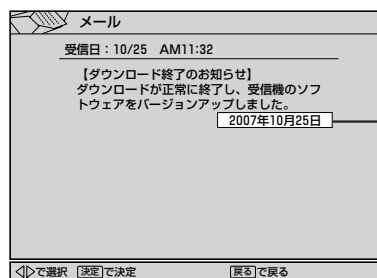 メール
受信日：10/25　AM11:32
【ダウンロード終了のお知らせ】
ダウンロードが正常に終了し、受信機のソフ
トウェアをバージョンアップしました。
2007年10月25日
◁▷で選択　決定で決定　戻るで戻る